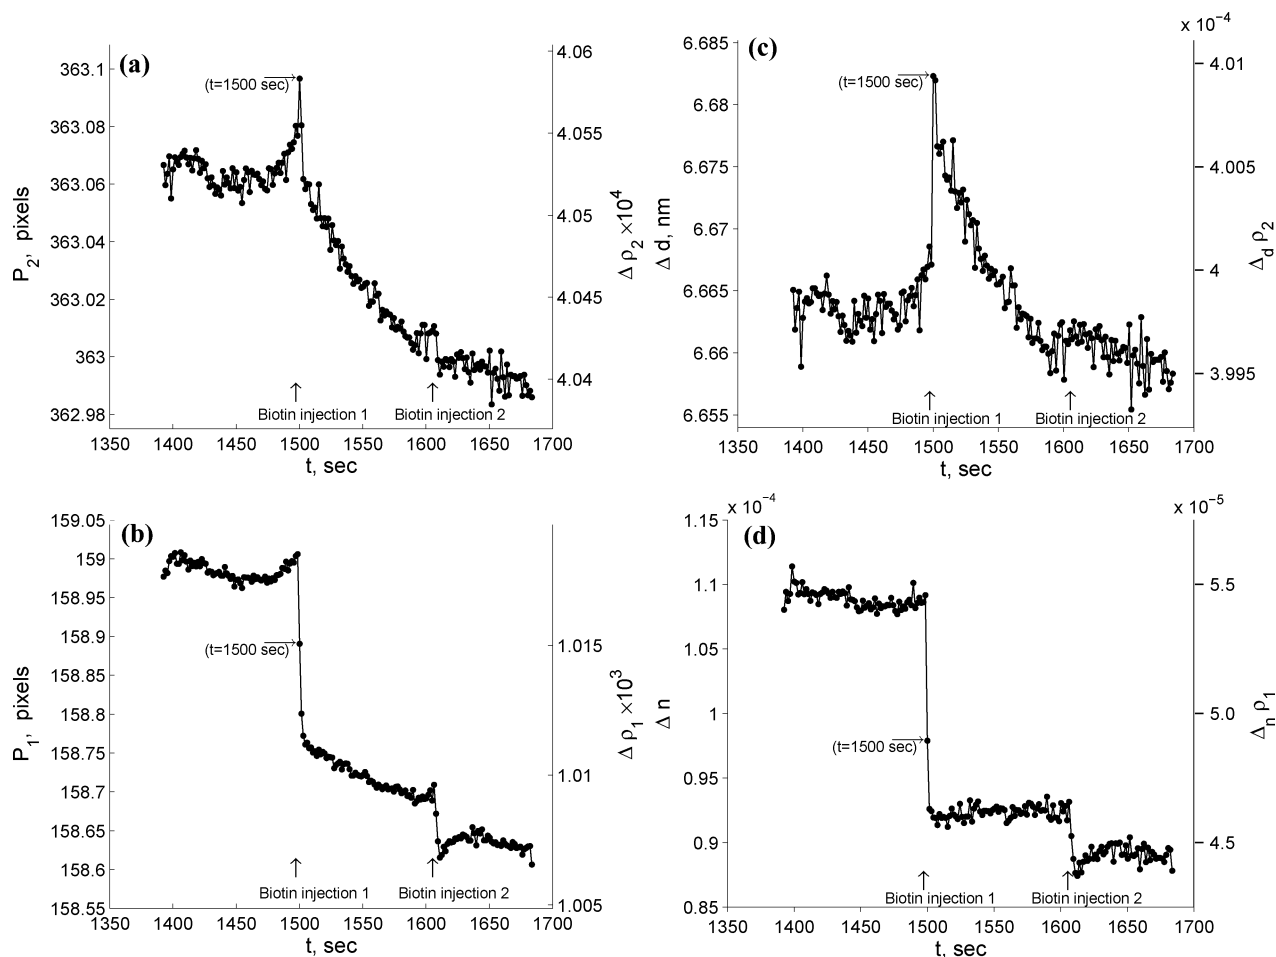 (a)
363.1
363.08
363.06
363.04
363.02
363
362.98
P2, pixels
4.06
4.055
4.05
4.045
4.04
Δ ρ2 ×10^4
(t=1500 sec)
Biotin injection 1
Biotin injection 2
1350 1400 1450 1500 1550 1600 1650 1700
t, sec
(c)
x 10^−4
6.685
6.68
6.675
6.67
6.665
6.66
6.655
Δ d, nm
4.01
4.005
4
3.995
Δd ρ2
(t=1500 sec)
Biotin injection 1
Biotin injection 2
1350 1400 1450 1500 1550 1600 1650 1700
t, sec
(b)
159.05
159
158.95
158.9
158.85
158.8
158.75
158.7
158.65
158.6
158.55
P1, pixels
1.015
1.01
1.005
Δ ρ1 ×10^3
(t=1500 sec)
Biotin injection 1
Biotin injection 2
1350 1400 1450 1500 1550 1600 1650 1700
t, sec
(d)
x 10^−4
x 10^−5
1.15
1.1
1.05
1
0.95
0.9
0.85
Δ n
5.5
5.0
4.5
Δn ρ1
(t=1500 sec)
Biotin injection 1
Biotin injection 2
1350 1400 1450 1500 1550 1600 1650 1700
t, sec